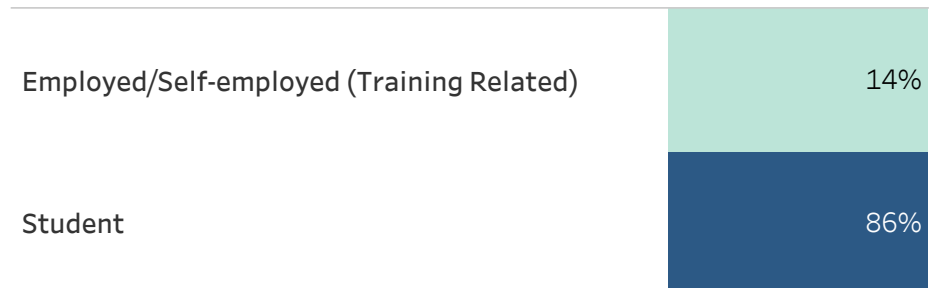 Employed/Self-employed (Training Related) 14%
Student 86%